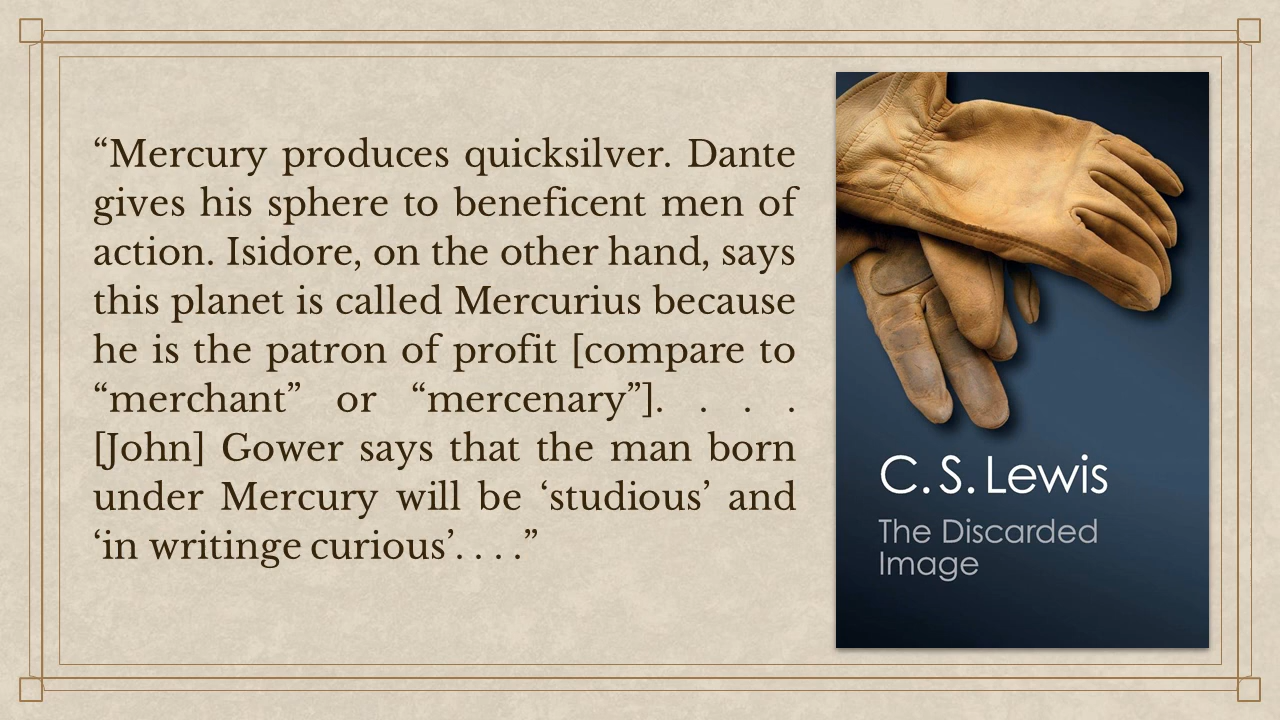 “Mercury produces quicksilver. Dante
gives his sphere to beneficent men of
action. Isidore, on the other hand, says
this planet is called Mercurius because
he is the patron of profit [compare to
“merchant” or “mercenary”]. . . .
[John] Gower says that the man born
under Mercury will be ‘studious’ and
‘in writinge curious’. . . .”
C. S. Lewis
The Discarded
Image